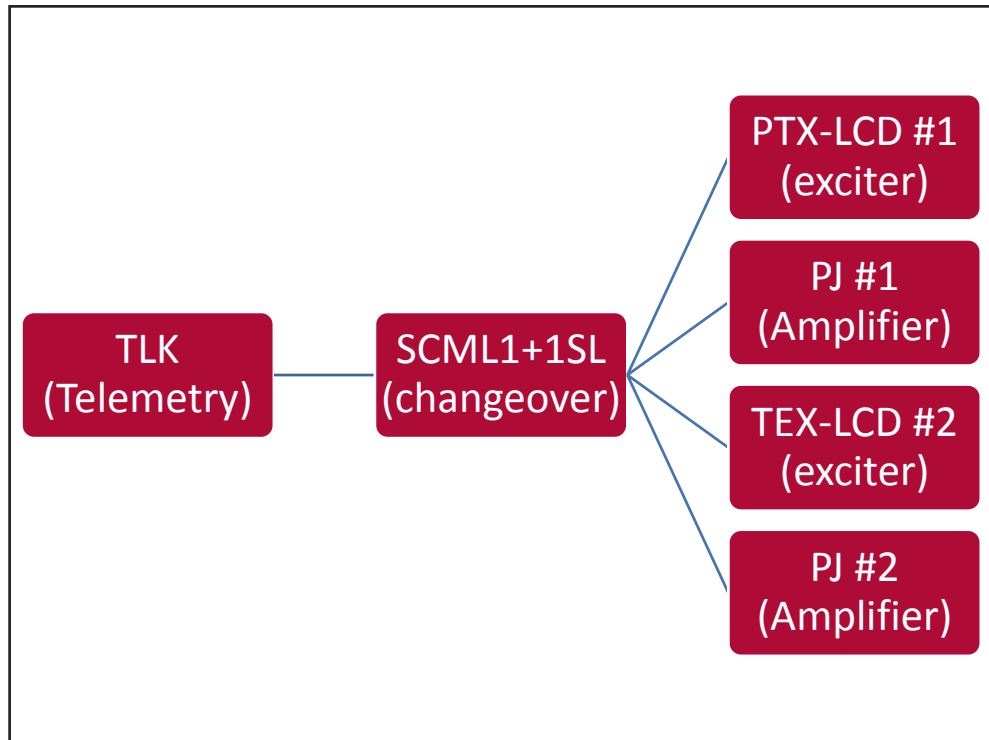 TLK
(Telemetry)
SCML1+1SL
(changeover)
PTX-LCD #1
(exciter)
PJ #1
(Amplifier)
TEX-LCD #2
(exciter)
PJ #2
(Amplifier)